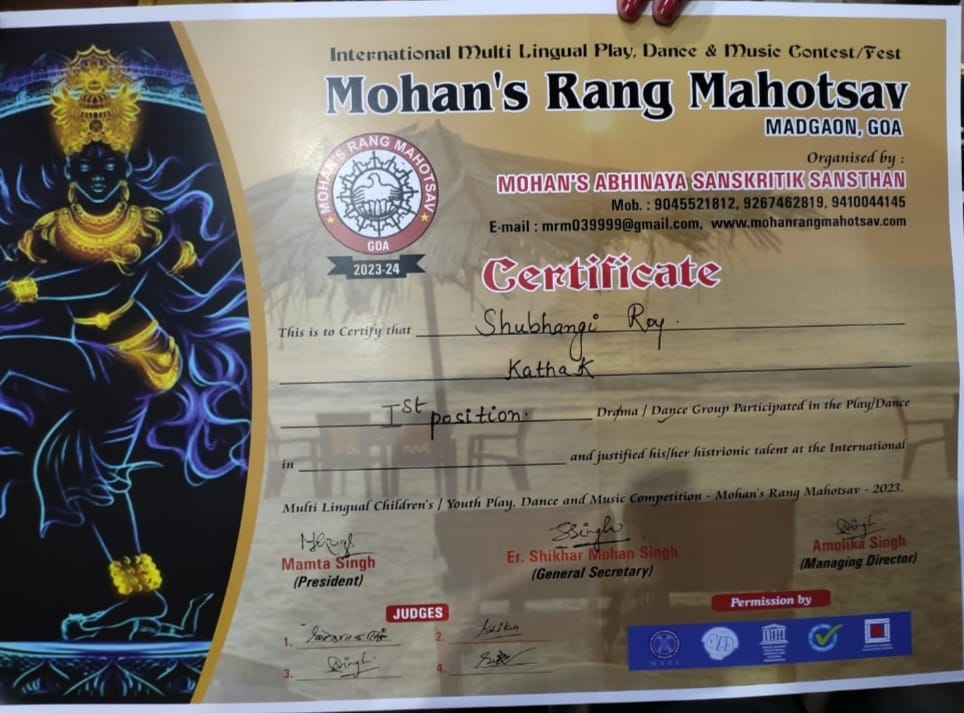 International Multi Lingual Play, Dance & Music Contest/Fest
Mohan's Rang Mahotsav
MADGAON, GOA
Organised by :
MOHAN'S ABHINAYA SANSKRITIK SANSTHAN
Mob. : 9045521812, 9267462819, 9410044145
E-mail : mrm039999@gmail.com, www.mohanrangmahotsav.com
MOHAN'S RANG MAHOTSAV
GOA
2023-24
Certificate
This is to Certify that Shubhangi Roy.
Kathak
Ist position. Drama / Dance Group Participated in the Play/Dance
in and justified his/her histrionic talent at the International
Multi Lingual Children's / Youth Play, Dance and Music Competition - Mohan's Rang Mahotsav - 2023.
Singh
Singh
Mamta Singh
(President)
Er. Shikhar Mohan Singh
(General Secretary)
Amolika Singh
(Managing Director)
Permission by
JUDGES
1.
2.
3. Singh
4.